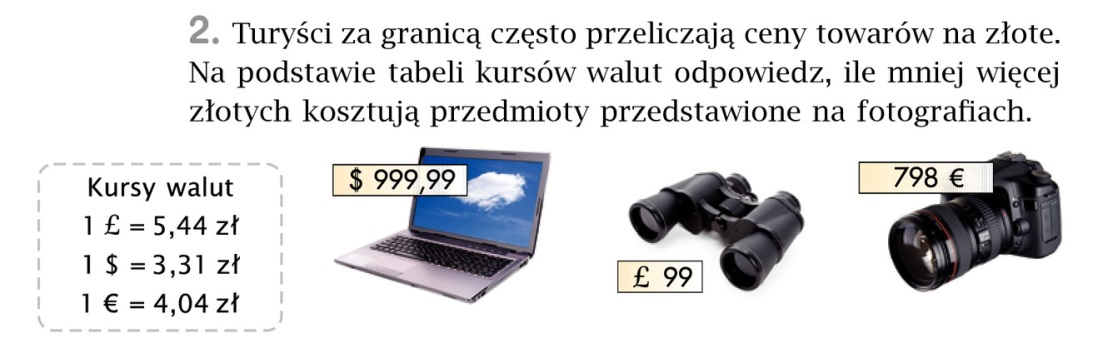 2. Turyści za granicą często przeliczają ceny towarów na złote.
Na podstawie tabeli kursów walut odpowiedz, ile mniej więcej
złotych kosztują przedmioty przedstawione na fotografiach.
Kursy walut
1 £ = 5,44 zł
1 $ = 3,31 zł
1 € = 4,04 zł
$ 999,99
£ 99
798 €